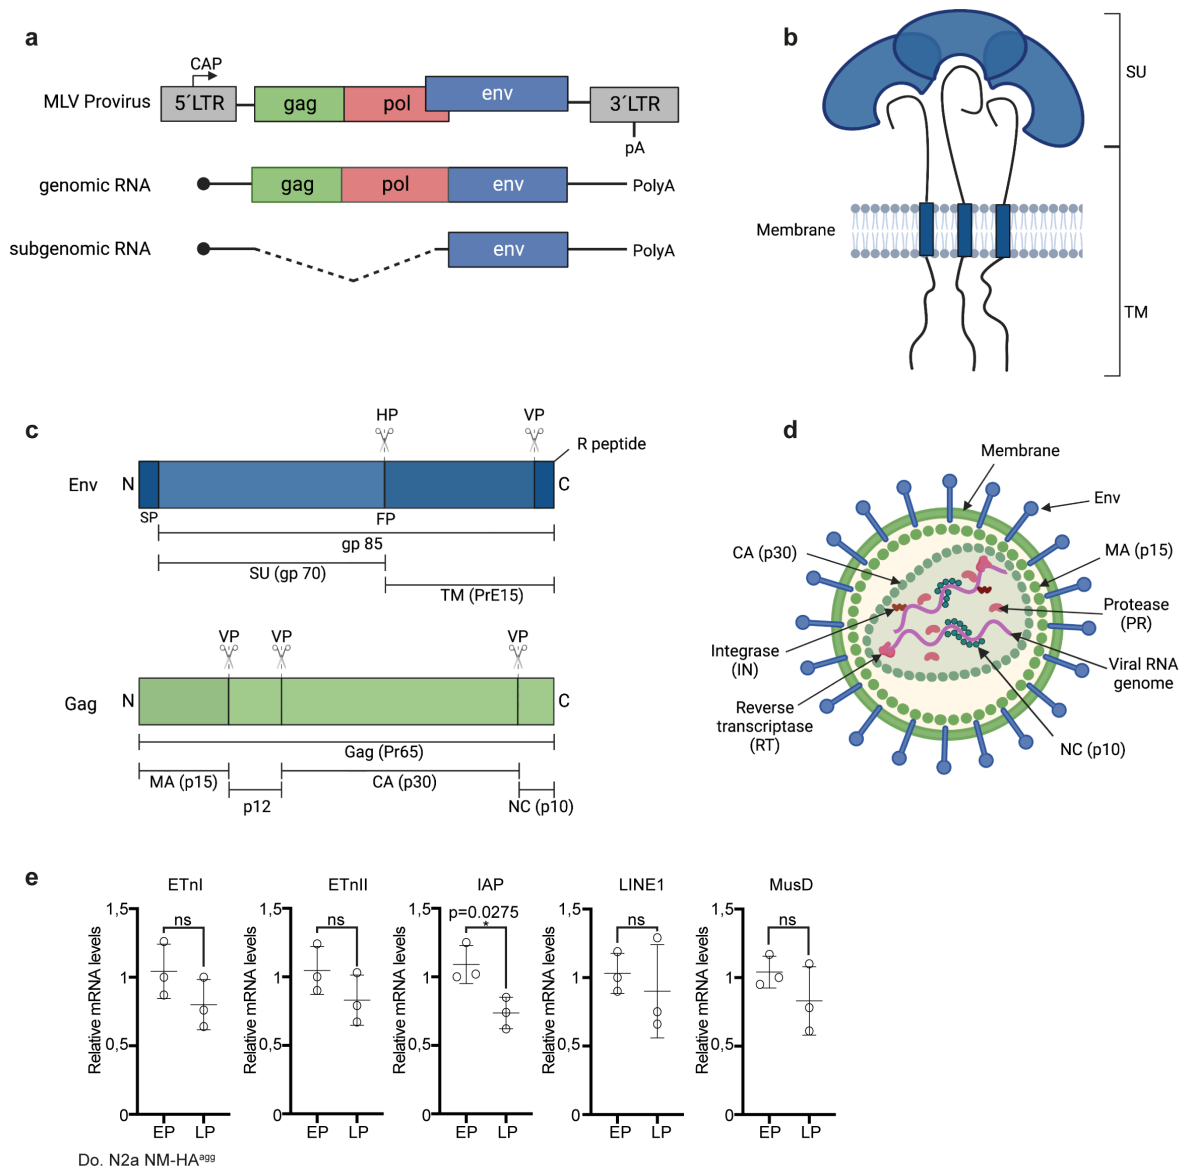 a
CAP
MLV Provirus
5´LTR
gag
pol
env
3´LTR
pA
genomic RNA
gag
pol
env
PolyA
subgenomic RNA
env
PolyA
b
SU
Membrane
TM
c
HP
VP
R peptide
Env
N
C
SP
FP
gp 85
SU (gp 70)
TM (PrE15)
VP
VP
VP
Gag
N
C
Gag (Pr65)
MA (p15)
CA (p30)
p12
NC (p10)
d
Membrane
Env
CA (p30)
MA (p15)
Protease
(PR)
Integrase
(IN)
Viral RNA
genome
Reverse
transcriptase
(RT)
NC (p10)
e
ETnI
Relative mRNA levels
1,5
1
0,5
0
ns
EP
LP
ETnII
Relative mRNA levels
1,5
1
0,5
0
ns
EP
LP
IAP
Relative mRNA levels
1,5
1
0,5
0
p=0.0275
*
EP
LP
LINE1
Relative mRNA levels
1,5
1
0,5
0
ns
EP
LP
MusD
Relative mRNA levels
1,5
1
0,5
0
ns
EP
LP
Do. N2a NM-HAagg